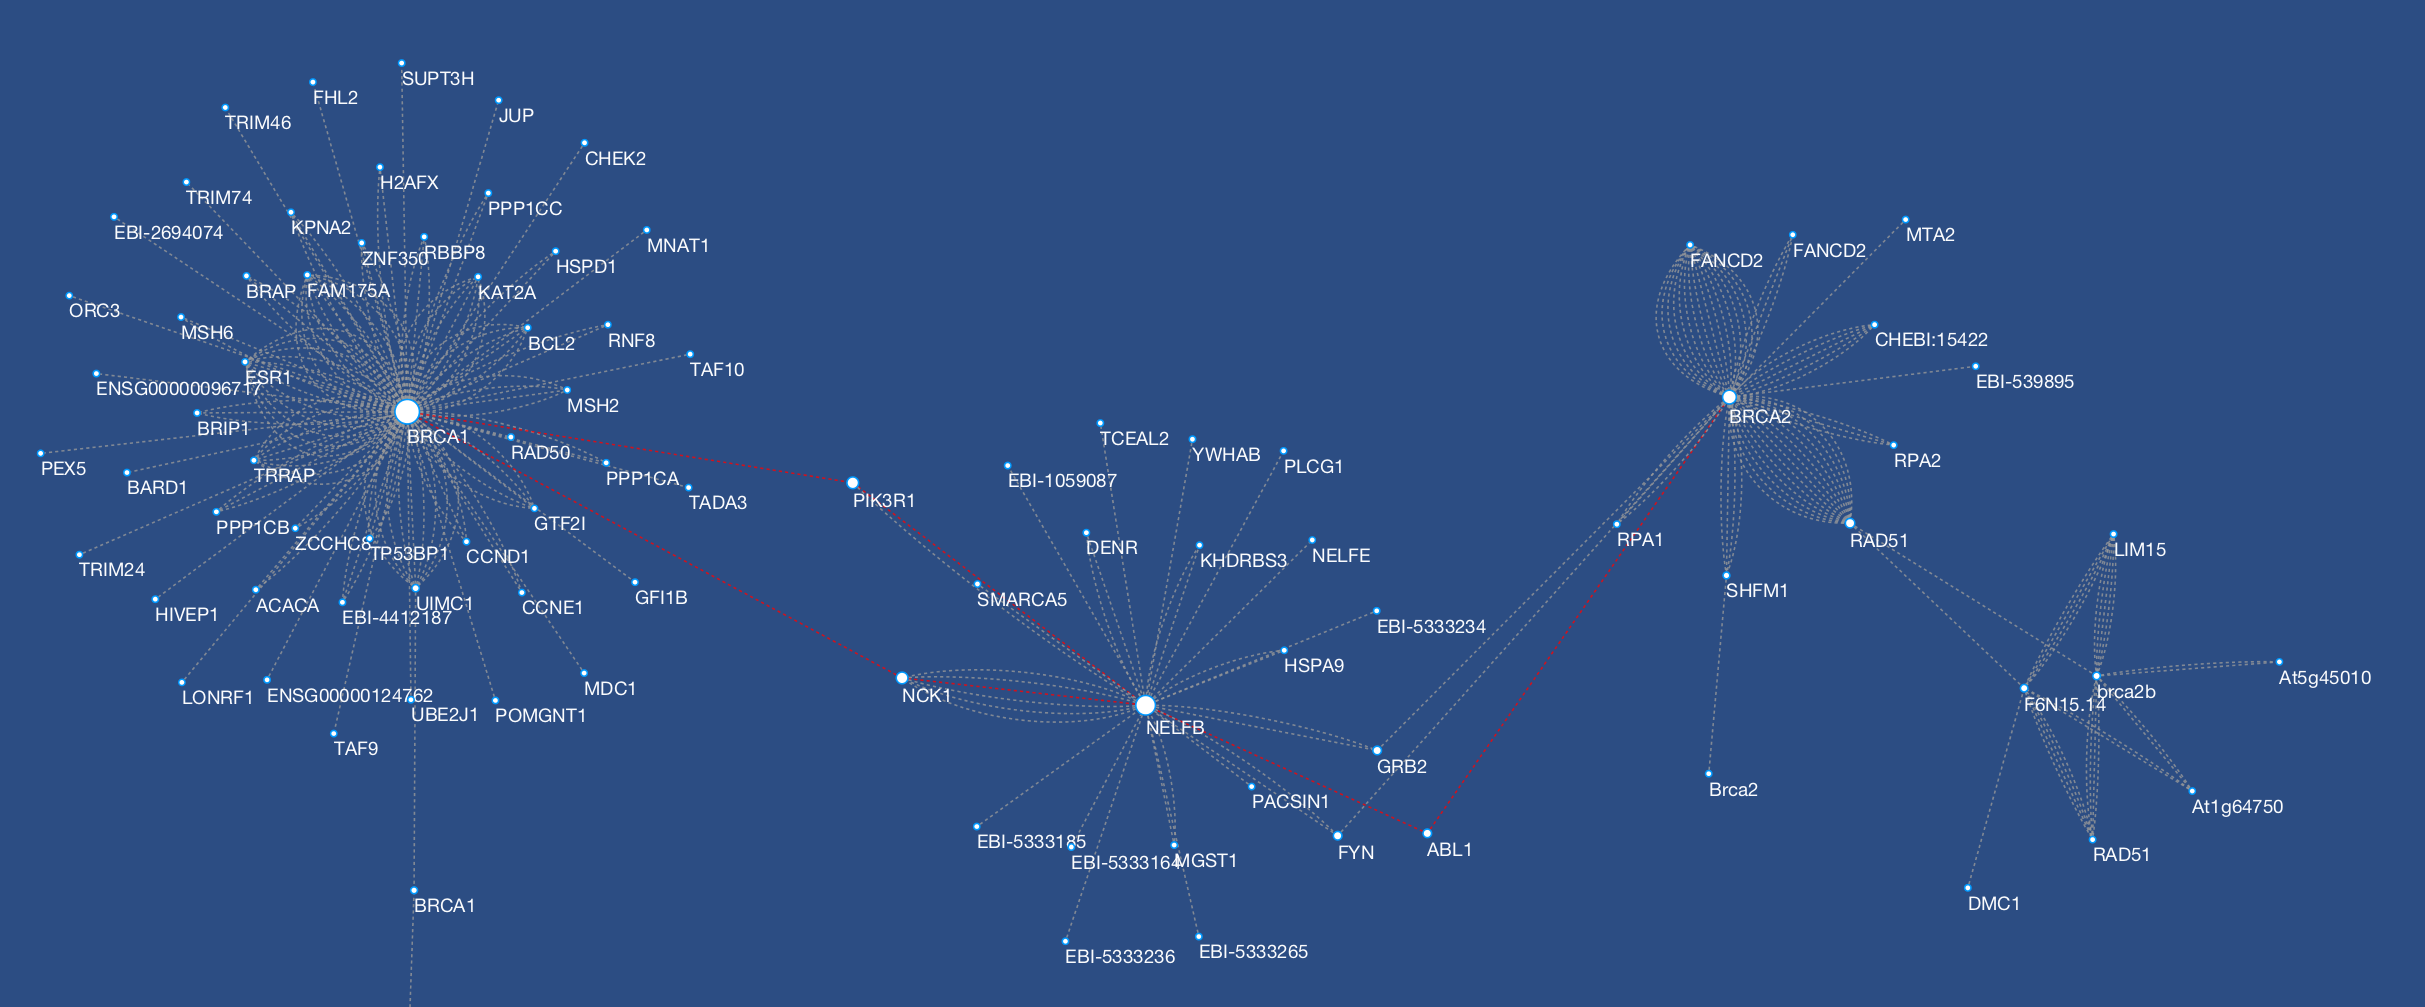 SUPT3H
FHL2
JUP
TRIM46
CHEK2
H2AFX
TRIM74
PPP1CC
KPNA2
EBI-2694074
MNAT1
RBBP8
ZNF350
HSPD1
BRAP
FAM175A
KAT2A
ORC3
MSH6
BCL2
RNF8
TAF10
ESR1
ENSG00000096717
MSH2
BRIP1
BRCA1
RAD50
PEX5
TRRAP
PPP1CA
BARD1
TADA3
PPP1CB
GTF2I
ZCCHC8
TP53BP1
CCND1
TRIM24
GFI1B
ACACA
UIMC1
CCNE1
HIVEP1
EBI-4412187
MDC1
LONRF1
ENSG00000124762
UBE2J1
POMGNT1
TAF9
BRCA1
PIK3R1
TCEAL2
YWHAB
PLCG1
EBI-1059087
DENR
KHDRBS3
NELFE
SMARCA5
EBI-5333234
HSPA9
NCK1
NELFB
GRB2
PACSIN1
EBI-5333185
EBI-5333164
MGST1
FYN
ABL1
EBI-5333236
EBI-5333265
MTA2
FANCD2
FANCD2
CHEBI:15422
EBI-539895
BRCA2
RPA2
RPA1
RAD51
SHFM1
Brca2
LIM15
At5g45010
brca2b
F6N15.14
At1g64750
RAD51
DMC1